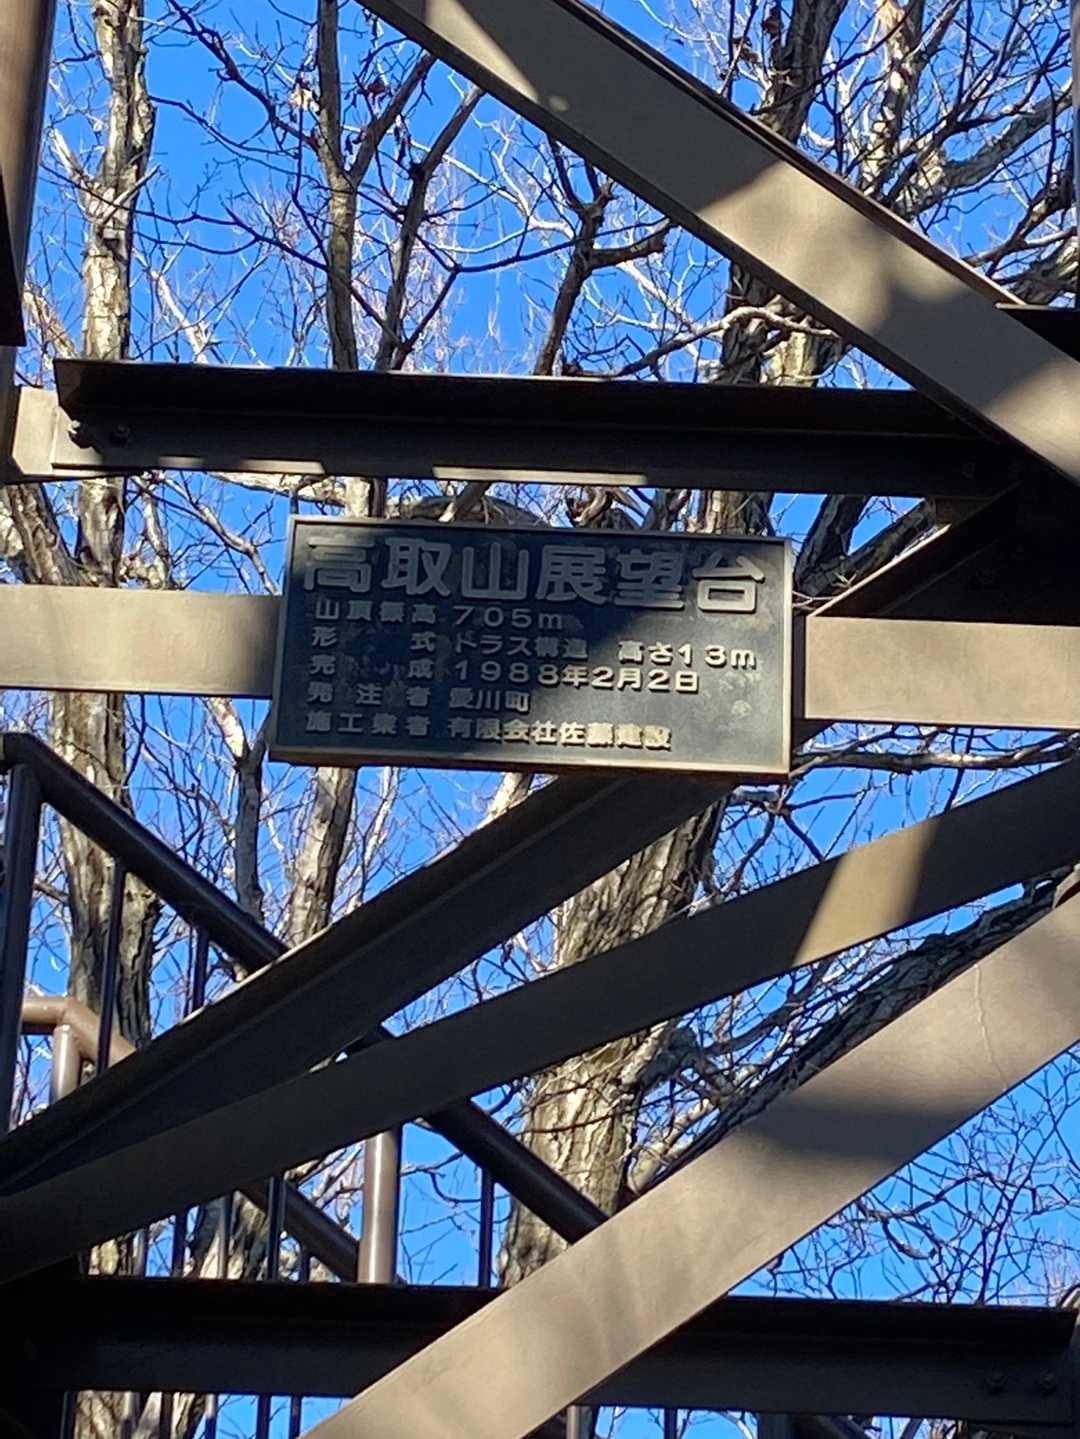 高取山展望台
山頂標高 705m
形式 トラス構造 高さ13m
完成 1988年2月2日
発注者 愛川町
施工業者 有限会社佐藤建設